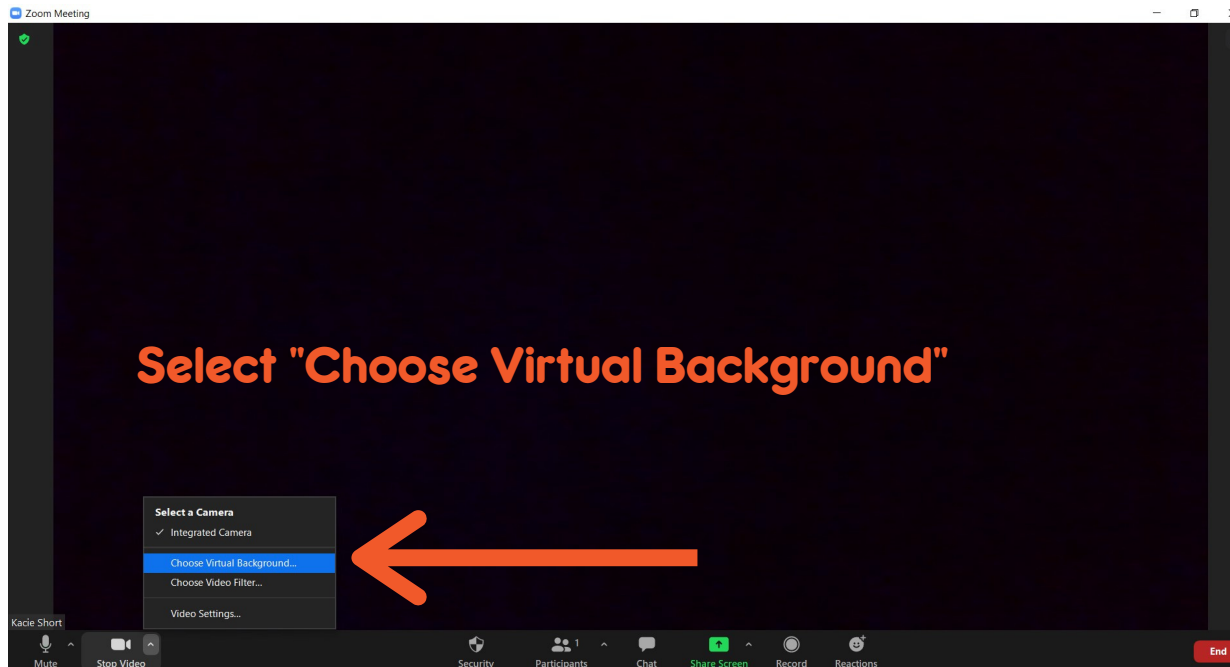 Zoom Meeting
Select "Choose Virtual Background"
Select a Camera
Integrated Camera
Choose Virtual Background...
Choose Video Filter...
Video Settings...
Kacie Short
Mute
Stop Video
Security
1
Participants
Chat
Share Screen
Record
Reactions
End